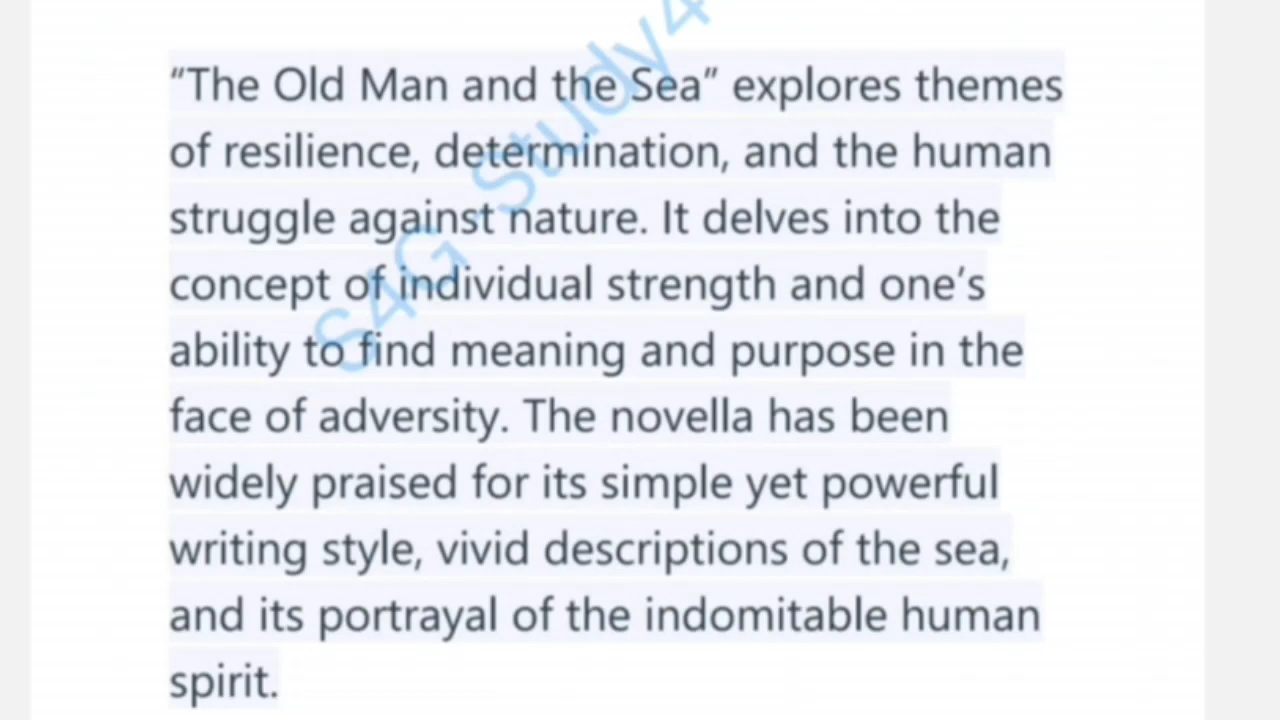 “The Old Man and the Sea” explores themes
of resilience, determination, and the human
struggle against nature. It delves into the
concept of individual strength and one’s
ability to find meaning and purpose in the
face of adversity. The novella has been
widely praised for its simple yet powerful
writing style, vivid descriptions of the sea,
and its portrayal of the indomitable human
spirit.
S4G -Study4